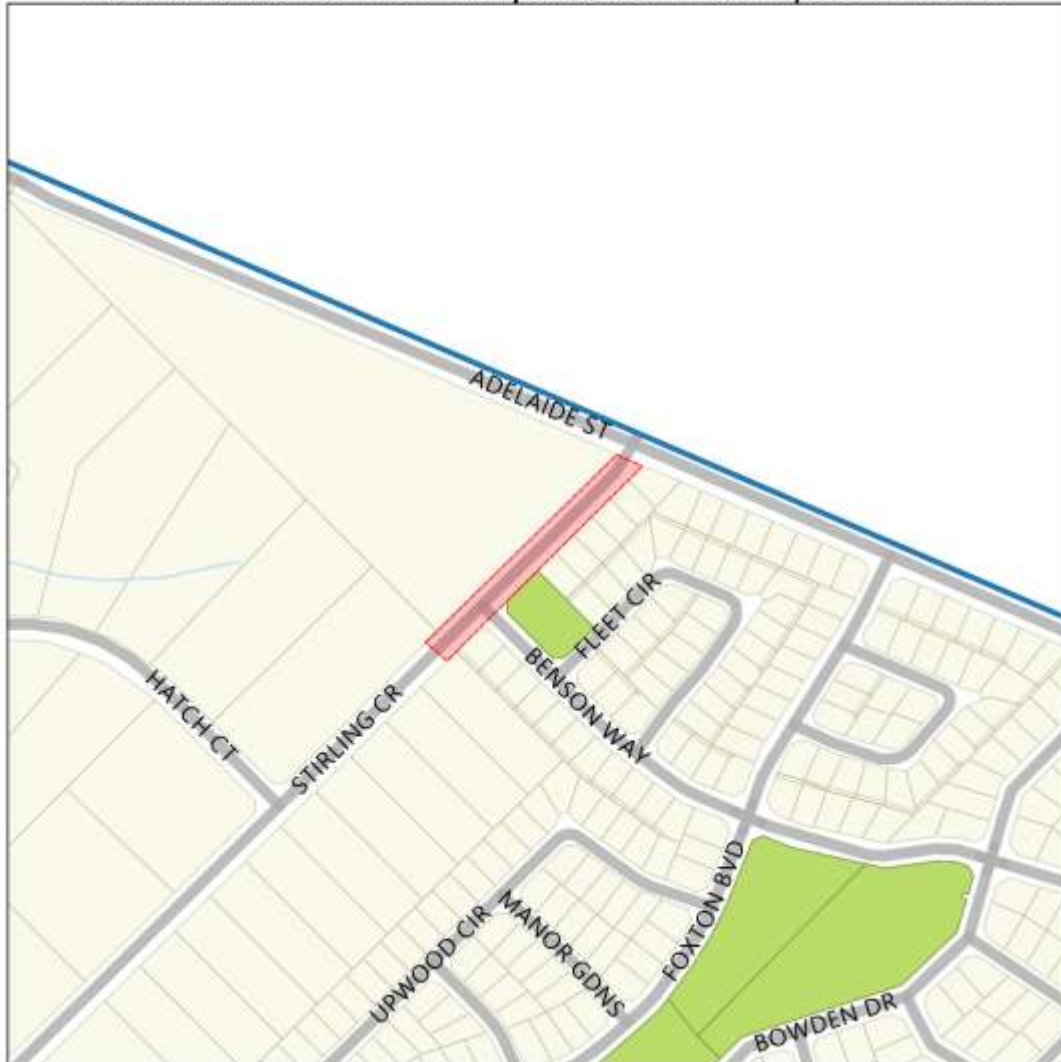 ADELAIDE ST
FLEET CIR
BENSON WAY
HATCH CT
STIRLING CR
MANOR GDNS
UPWOOD CIR
FOXTON BVD
BOWDEN DR